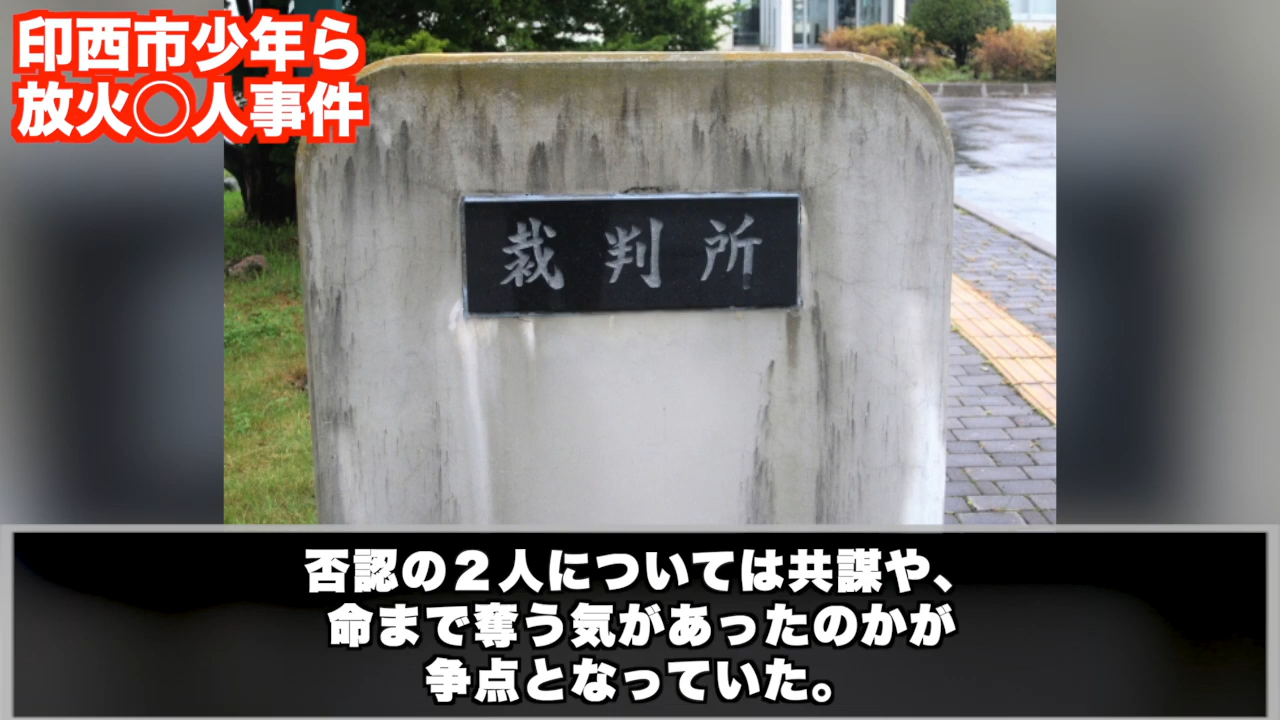 印西市少年ら
放火◯人事件
裁判所
否認の２人については共謀や、
命まで奪う気があったのかが
争点となっていた。